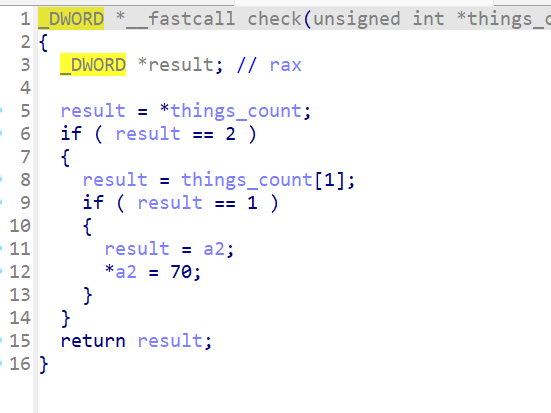 1 _DWORD *__fastcall check(unsigned int *things_c
2 {
3   _DWORD *result; // rax
4
5   result = *things_count;
6   if ( result == 2 )
7   {
8     result = things_count[1];
9     if ( result == 1 )
10     {
11       result = a2;
12       *a2 = 70;
13     }
14   }
15   return result;
16 }